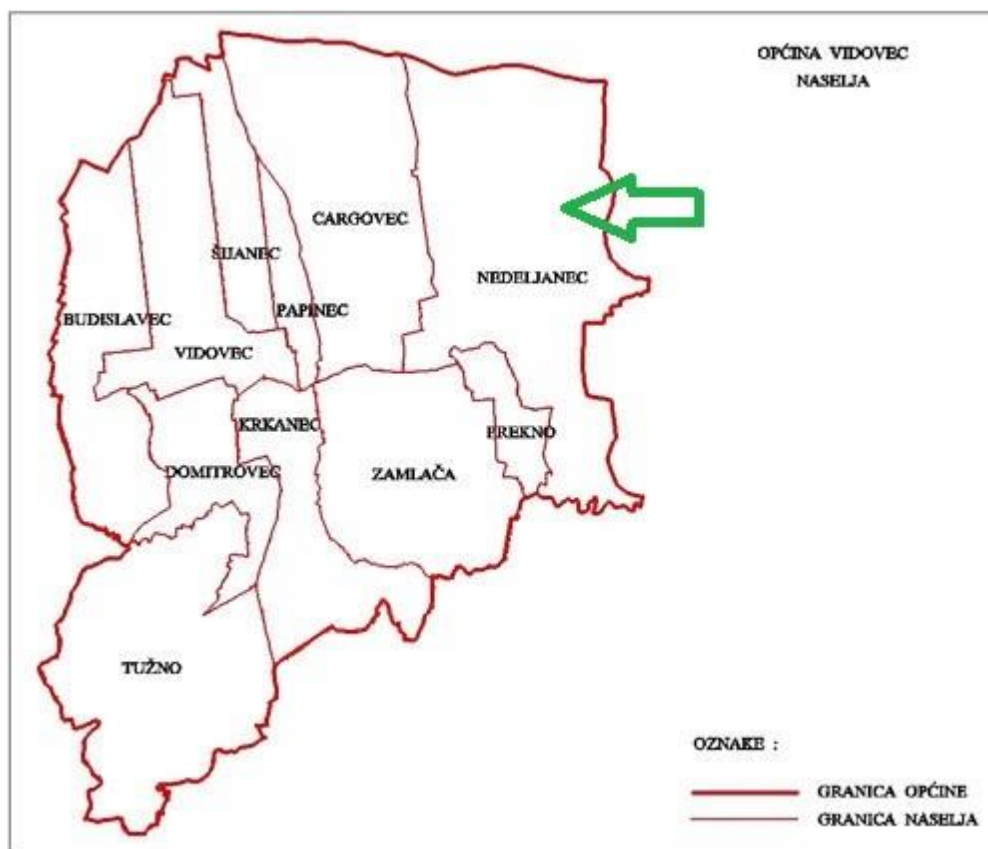 OPĆINA VIDOVEC
NASELJA
CARGOVEC
ŠIJANEC
NEDELJANEC
PAPINEC
BUDISLAVEC
VIDOVEC
KRKANEC
PREKNO
DOMITROVEC
ZAMLAČA
TUŽNO
OZNAKE :
GRANICA OPĆINE
GRANICA NASELJA